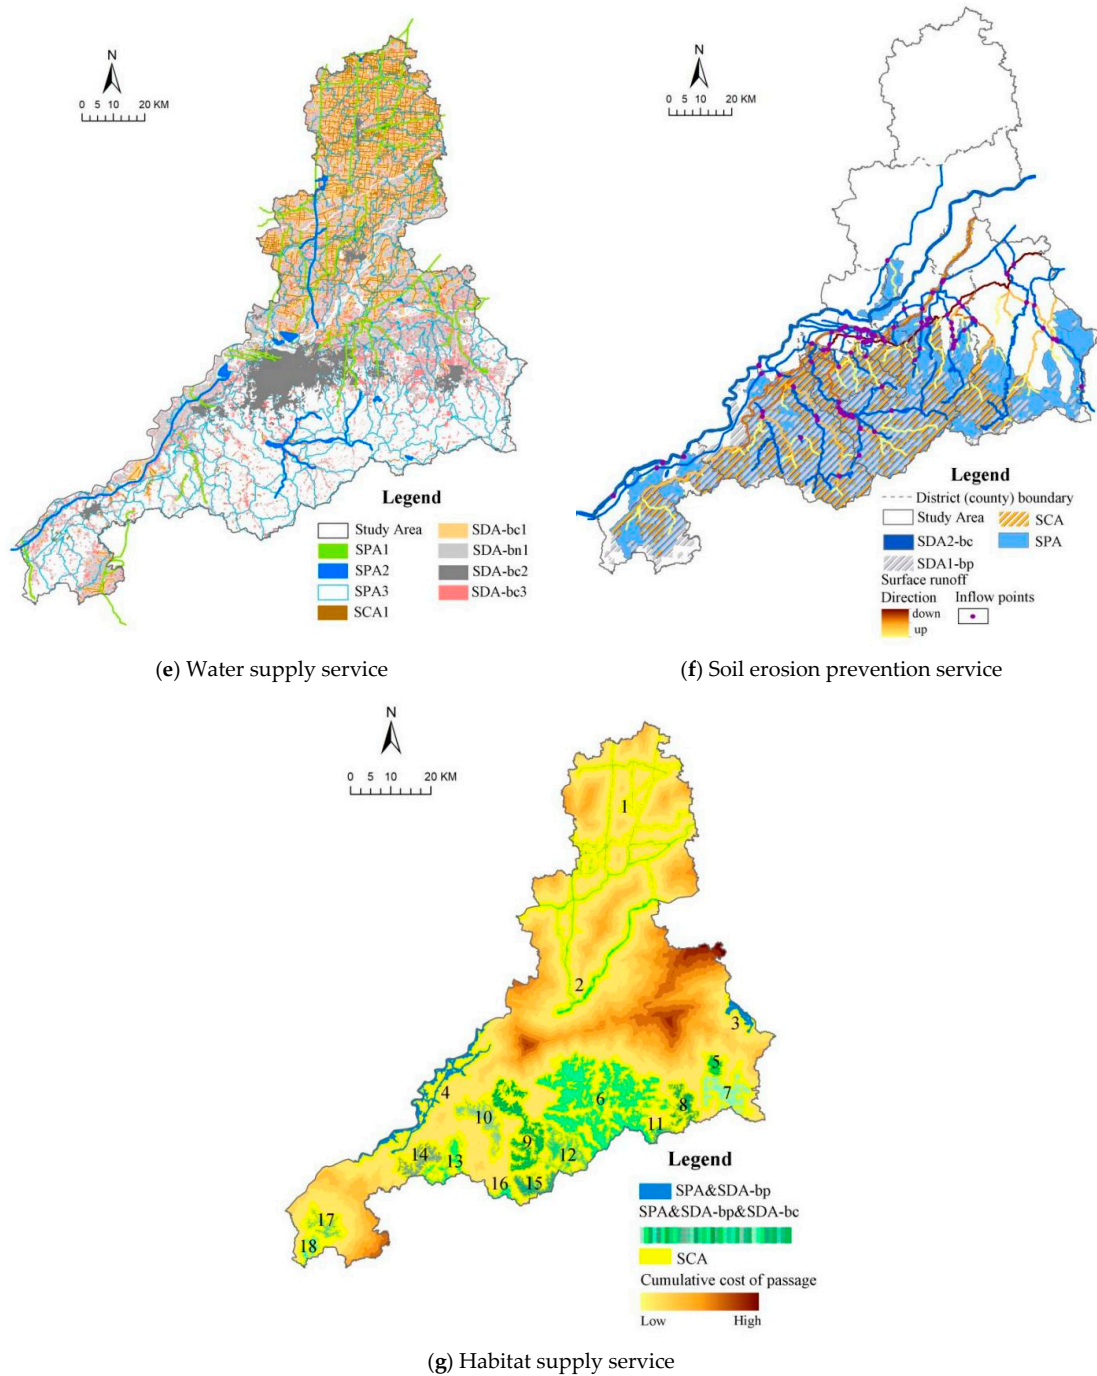 N
0 5 10 20 KM
Legend
Study Area
SPA1
SPA2
SPA3
SCA1
SDA-bc1
SDA-bn1
SDA-bc2
SDA-bc3
(e) Water supply service
N
0 5 10 20 KM
Legend
District (county) boundary
Study Area
SDA2-bc
SDA1-bp
SCA
SPA
Surface runoff
Direction
down
up
Inflow points
(f) Soil erosion prevention service
N
0 5 10 20 KM
1
2
3
4
5
6
7
8
9
10
11
12
13
14
15
16
17
18
Legend
SPA&SDA-bp
SPA&SDA-bp&SDA-bc
SCA
Cumulative cost of passage
Low High
(g) Habitat supply service